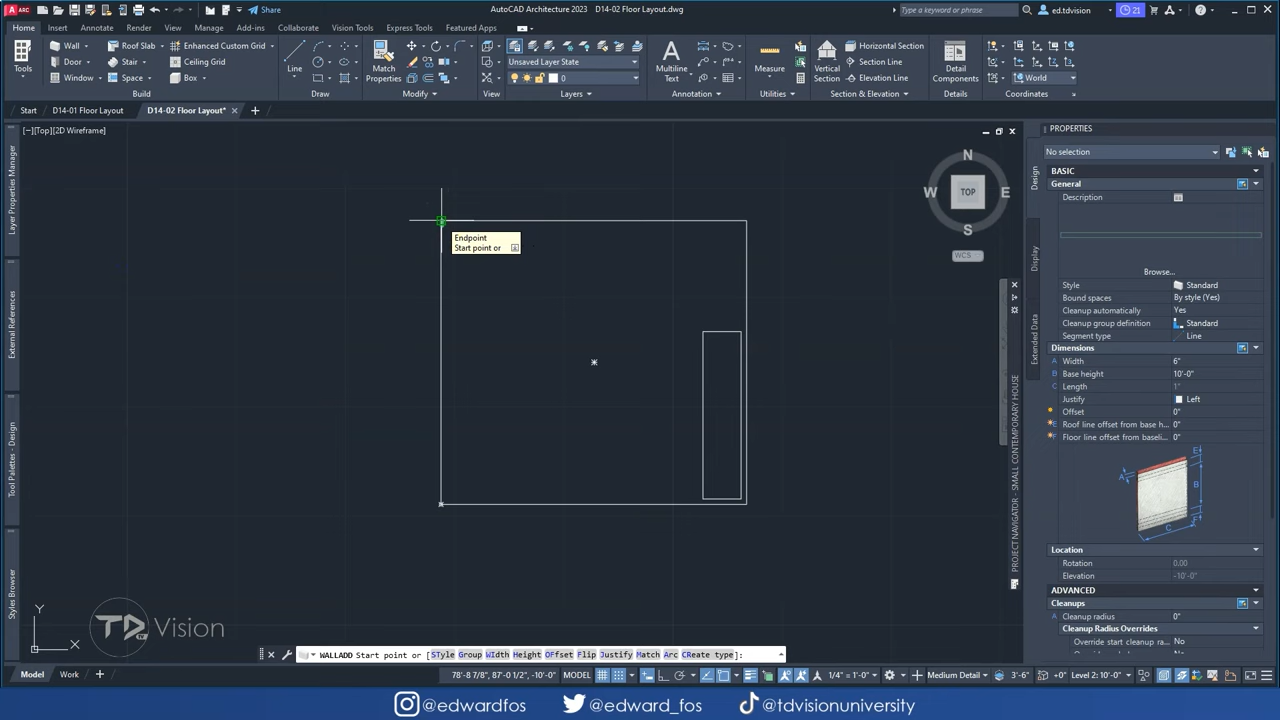 ARC
Share
AutoCAD Architecture 2023 D14-02 Floor Layout.dwg
Type a keyword or phrase
ed.tdvision
21
Home Insert Annotate Render View Manage Add-ins Collaborate Vision Tools Express Tools Featured Apps
Tools
Wall
Door
Window
Roof Slab
Stair
Space
Enhanced Custom Grid
Ceiling Grid
Box
Line
Match Properties
Unsaved Layer State
0
Multiline Text
Measure
Vertical Section
Horizontal Section
Section Line
Elevation Line
Detail Components
World
Build Draw Modify View Layers Annotation Utilities Section & Elevation Details Coordinates
Start D14-01 Floor Layout D14-02 Floor Layout*
[−][Top][2D Wireframe]
Layer Properties Manager
External References
Tool Palettes - Design
Styles Browser
N
W TOP E
S
WCS
Endpoint
Start point or
Y
X
TD Vision
PROJECT NAVIGATOR - SMALL CONTEMPORARY HOUSE
PROPERTIES
No selection
Design
Display
Extended Data
BASIC
General
Description
Browse...
Style Standard
Bound spaces By style (Yes)
Cleanup automatically Yes
Cleanup group definition Standard
Segment type Line
Dimensions
A Width 6"
B Base height 10'-0"
C Length 1"
Justify Left
Offset 0"
E Roof line offset from base h... 0"
F Floor line offset from baseli... 0"
A
E
B
F
C
Location
Rotation 0.00
Elevation -10'-0"
ADVANCED
Cleanups
A Cleanup radius 0"
Cleanup Radius Overrides
Override start cleanup ra... No
WALLADD Start point or [STyle Group WIdth Height OFfset Flip Justify Match Arc CReate type]:
Model Work
78'-8 7/8", 87'-0 1/2", -10'-0" MODEL 1/4" = 1'-0" Medium Detail 3'-6" +0" Level 2: 10'-0"
@edwardfos @edward_fos @tdvisionuniversity